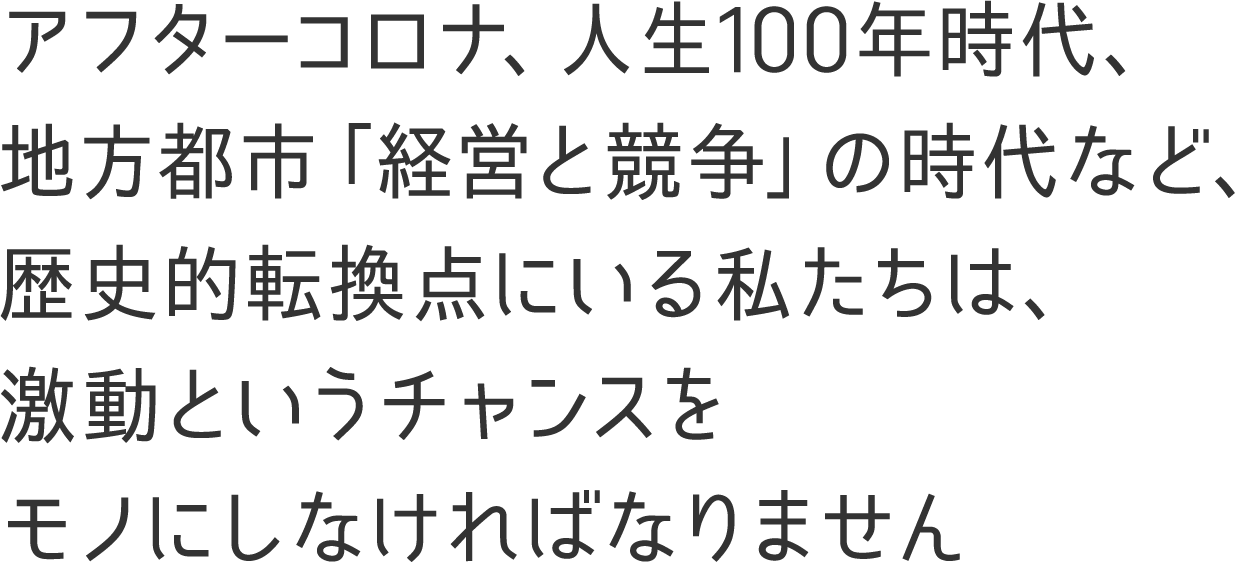 アフターコロナ、人生100年時代、
地方都市「経営と競争」の時代など、
歴史的転換点にいる私たちは、
激動というチャンスを
モノにしなければなりません